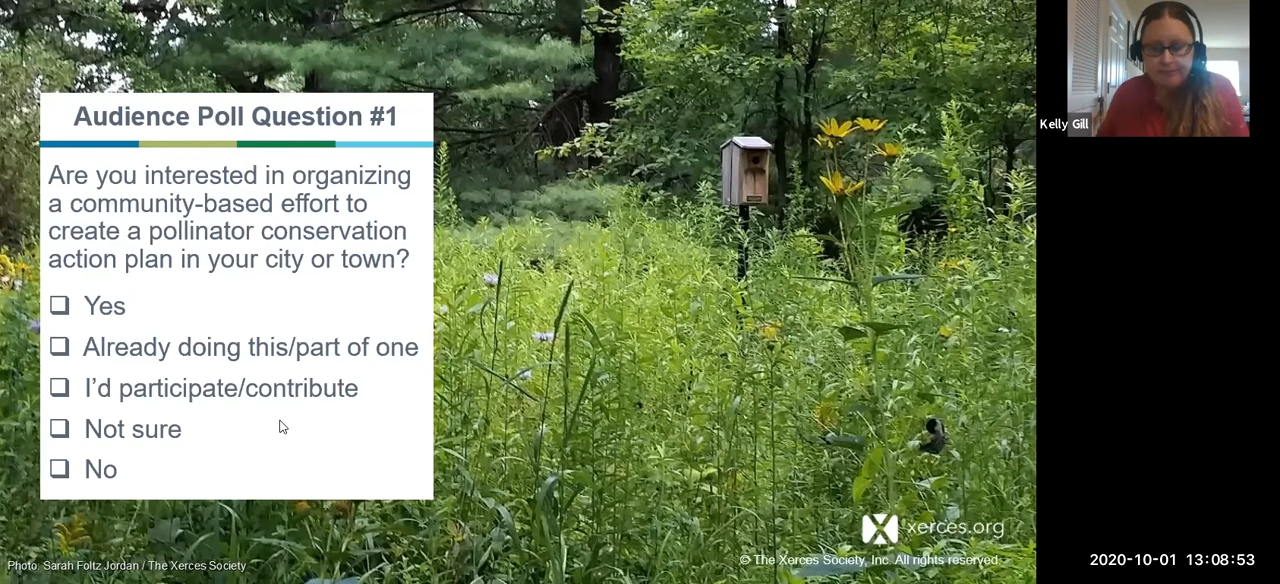 Audience Poll Question #1
Are you interested in organizing
a community-based effort to
create a pollinator conservation
action plan in your city or town?
Yes
Already doing this/part of one
I’d participate/contribute
Not sure
No
Kelly Gill
xerces.org
© The Xerces Society, Inc. All rights reserved.
Photo: Sarah Foltz Jordan / The Xerces Society
2020-10-01 13:08:53